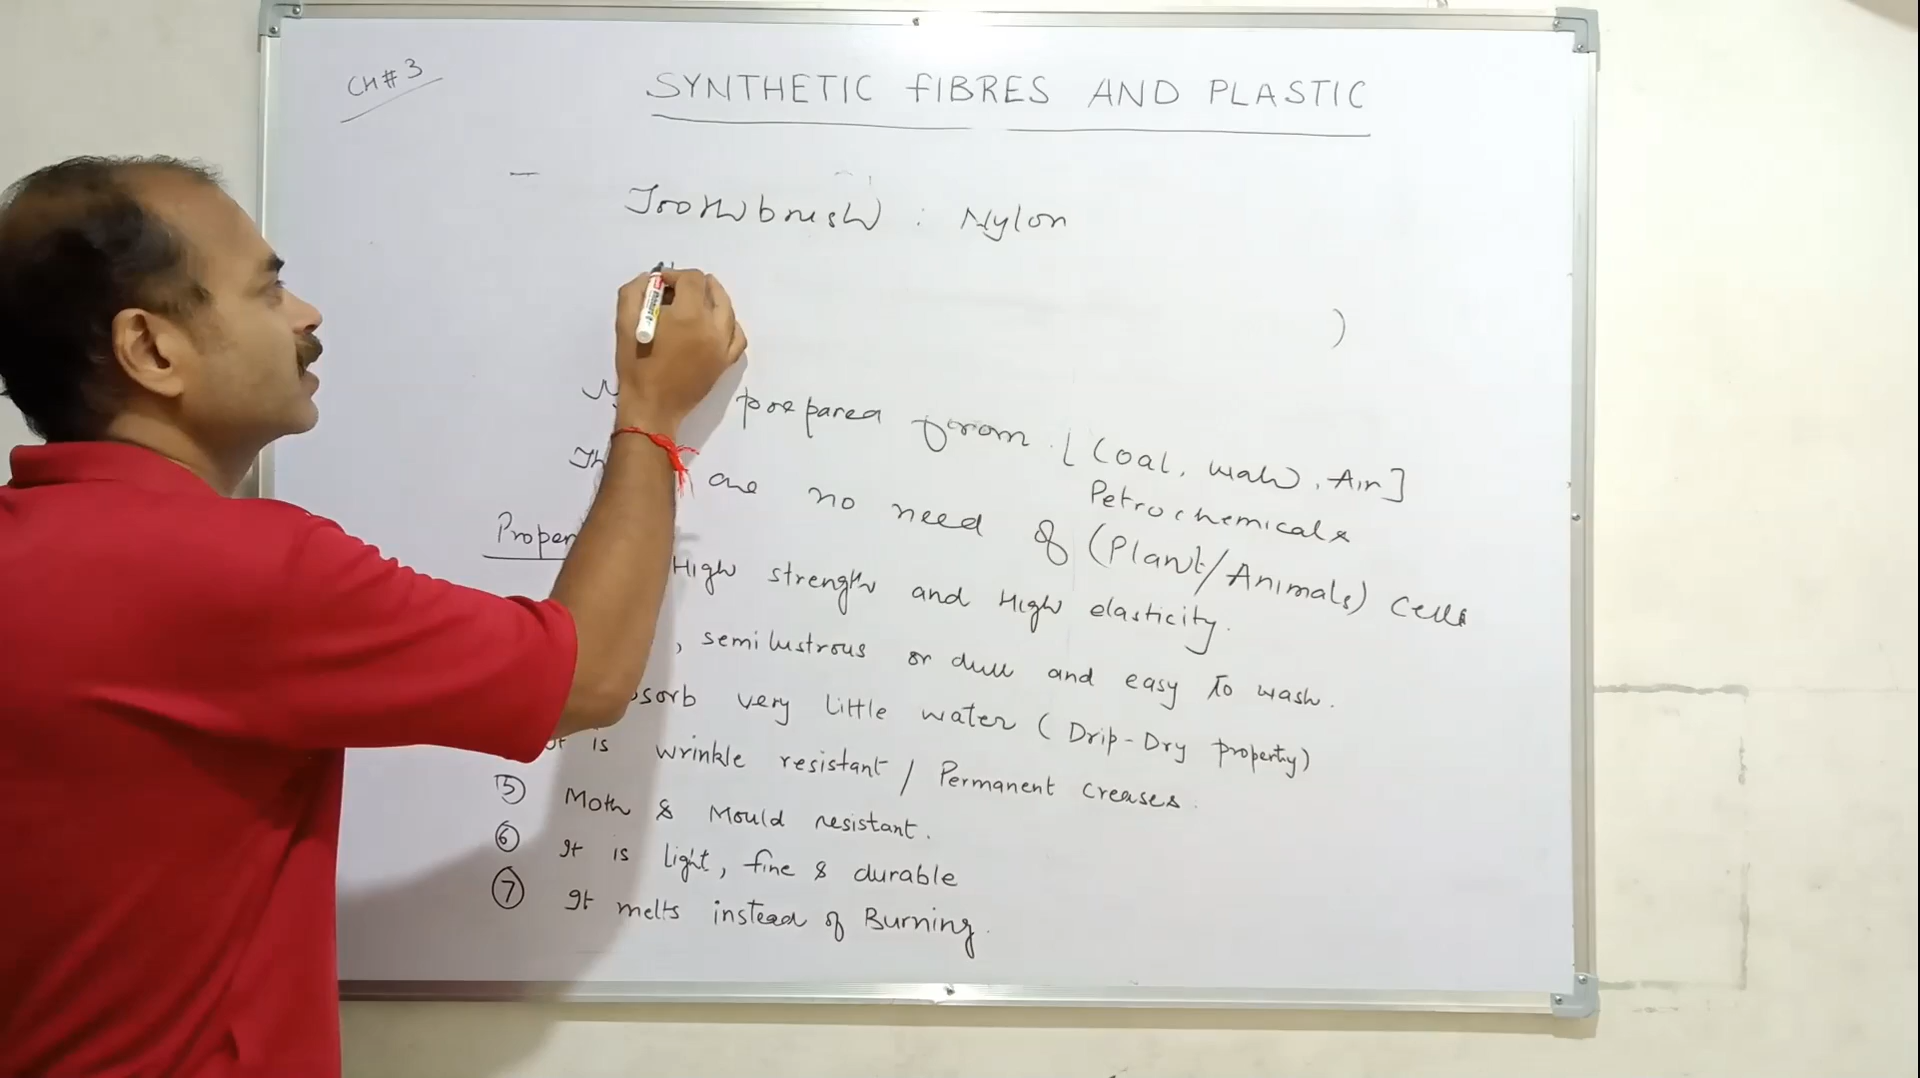 CH# 3
SYNTHETIC FIBRES AND PLASTIC
Toothbrush : Nylon
)
prepared from [Coal, water, Air]
Petrochemicals
are no need of (Plant/Animals) cells
Proper
High strength and High elasticity.
, semilustrous or dull and easy to wash.
sorb very little water ( Drip-Dry property)
It is wrinkle resistant / Permanent creases.
⑤ Moth & Mould resistant.
⑥ It is light, fine & durable
⑦ It melts instead of Burning.